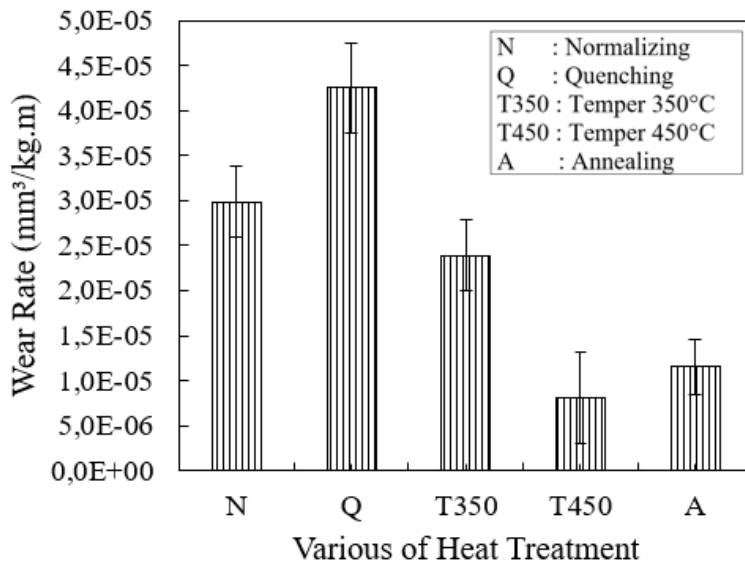 Wear Rate (mm³/kg.m)
5,0E-05
4,5E-05
4,0E-05
3,5E-05
3,0E-05
2,5E-05
2,0E-05
1,5E-05
1,0E-05
5,0E-06
0,0E+00
N : Normalizing
Q : Quenching
T350 : Temper 350°C
T450 : Temper 450°C
A : Annealing
N Q T350 T450 A
Various of Heat Treatment